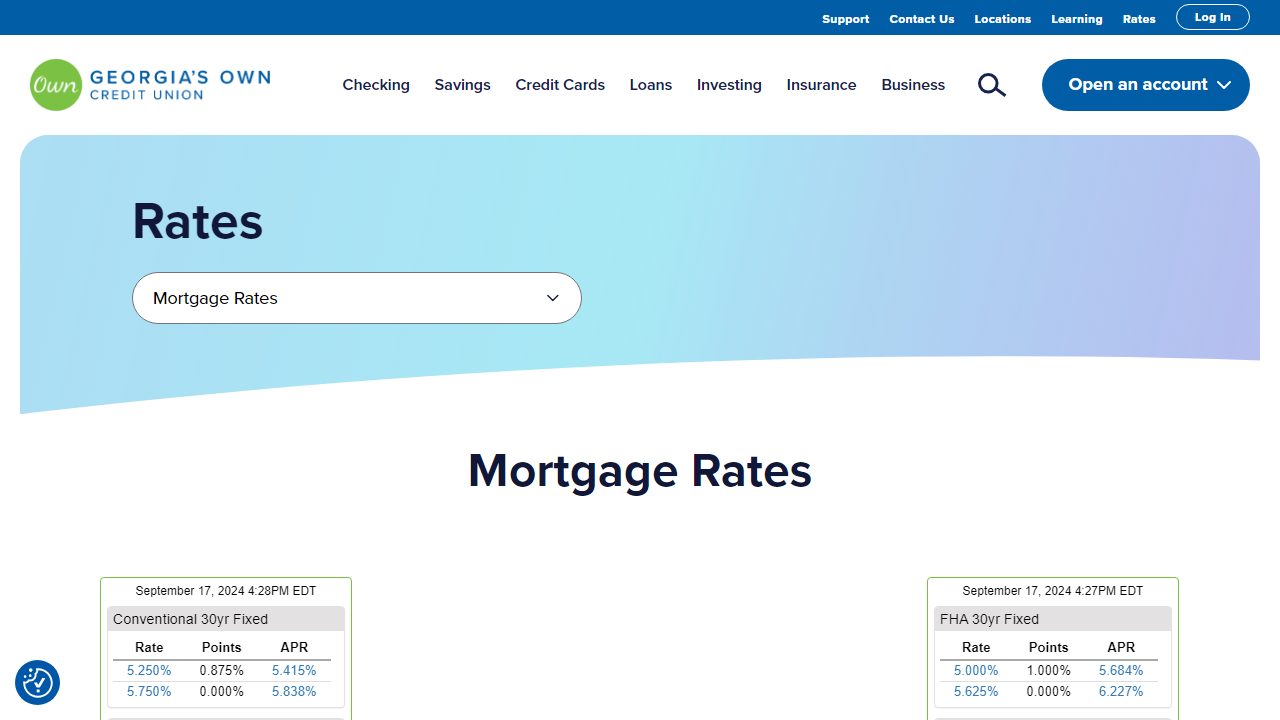 Support Contact Us Locations Learning Rates Log In
Own GEORGIA'S OWN
CREDIT UNION
Checking Savings Credit Cards Loans Investing Insurance Business Open an account
Rates
Mortgage Rates
Mortgage Rates
September 17, 2024 4:28PM EDT
Conventional 30yr Fixed
Rate Points APR
5.250% 0.875% 5.415%
5.750% 0.000% 5.838%
September 17, 2024 4:27PM EDT
FHA 30yr Fixed
Rate Points APR
5.000% 1.000% 5.684%
5.625% 0.000% 6.227%